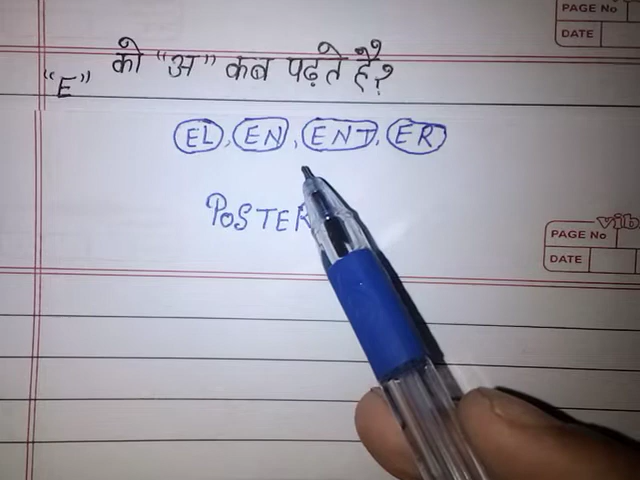 PAGE No
DATE
"E" को "अ" कब पढ़ते है?
EL, EN, ENT, ER
POSTER
PAGE No
DATE